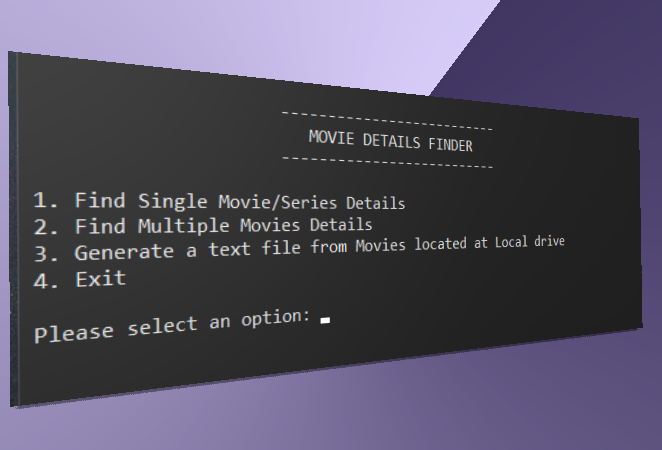 -------------------------
MOVIE DETAILS FINDER
-------------------------
1. Find Single Movie/Series Details
2. Find Multiple Movies Details
3. Generate a text file from Movies located at Local drive
4. Exit
Please select an option: